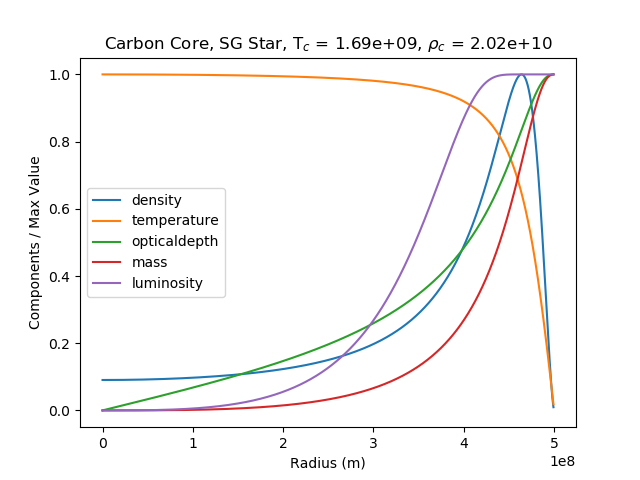 Carbon Core, SG Star, T_c = 1.69e+09, ρ_c = 2.02e+10
Components / Max Value
1.0
0.8
0.6
0.4
0.2
0.0
density
temperature
opticaldepth
mass
luminosity
0 1 2 3 4 5
1e8
Radius (m)